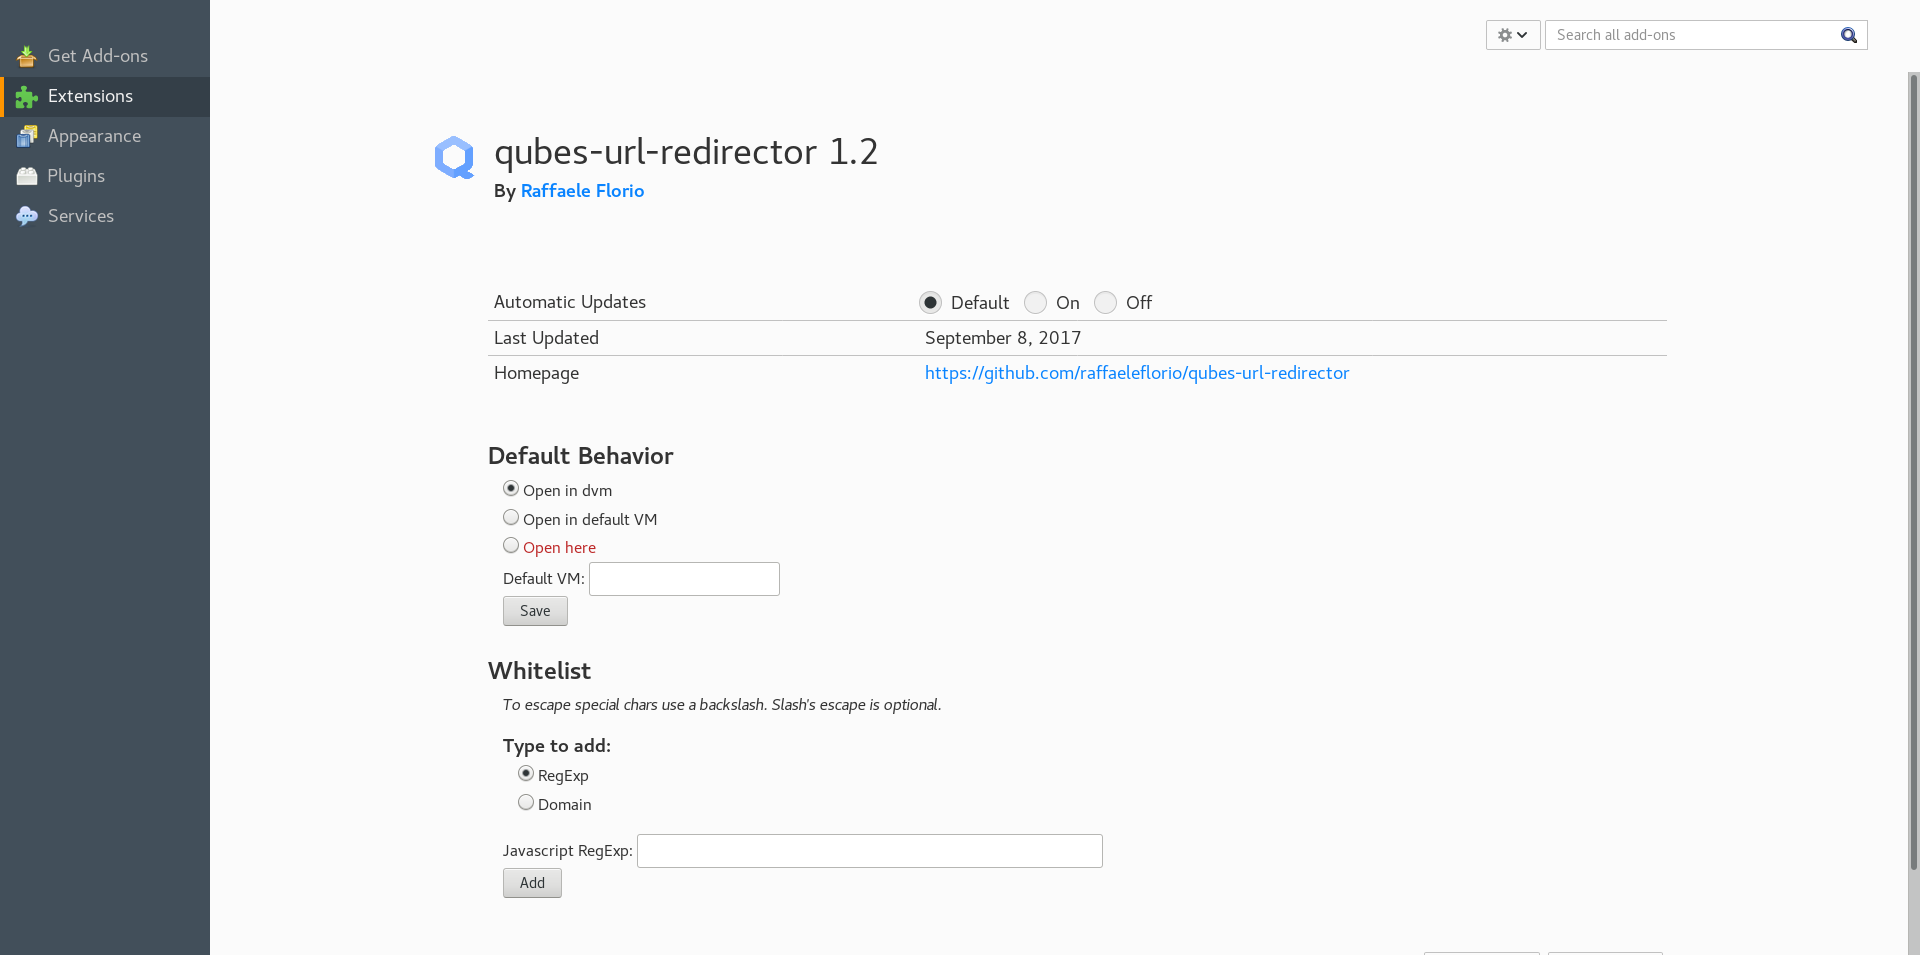 Get Add-ons
Extensions
Appearance
Plugins
Services
Search all add-ons
qubes-url-redirector 1.2
By Raffaele Florio
Automatic Updates Default On Off
Last Updated September 8, 2017
Homepage https://github.com/raffaeleflorio/qubes-url-redirector
Default Behavior
Open in dvm
Open in default VM
Open here
Default VM:
Save
Whitelist
To escape special chars use a backslash. Slash's escape is optional.
Type to add:
RegExp
Domain
Javascript RegExp:
Add